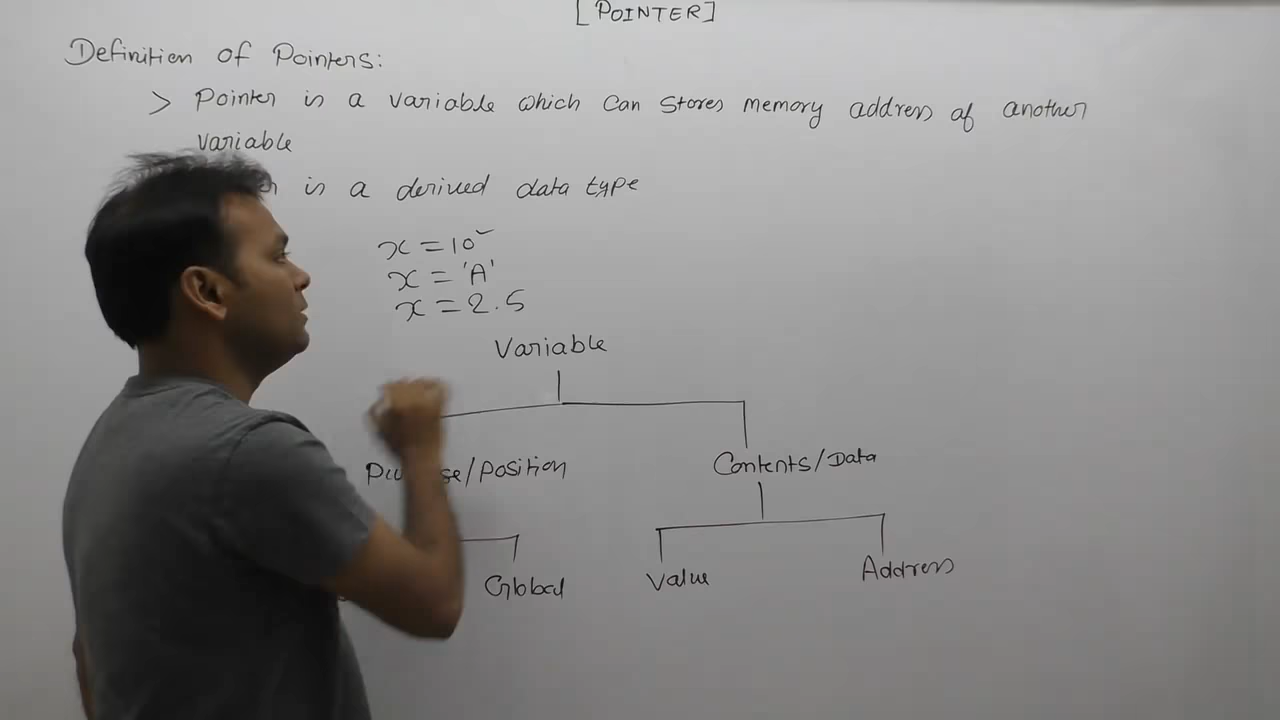 [POINTER]
Definition of Pointers:
> Pointer is a variable which can stores memory address of another
variable
is a derived data type
x = 10
x = 'A'
x = 2.5
Variable
/Position
Contents/Data
Global
Value
Address